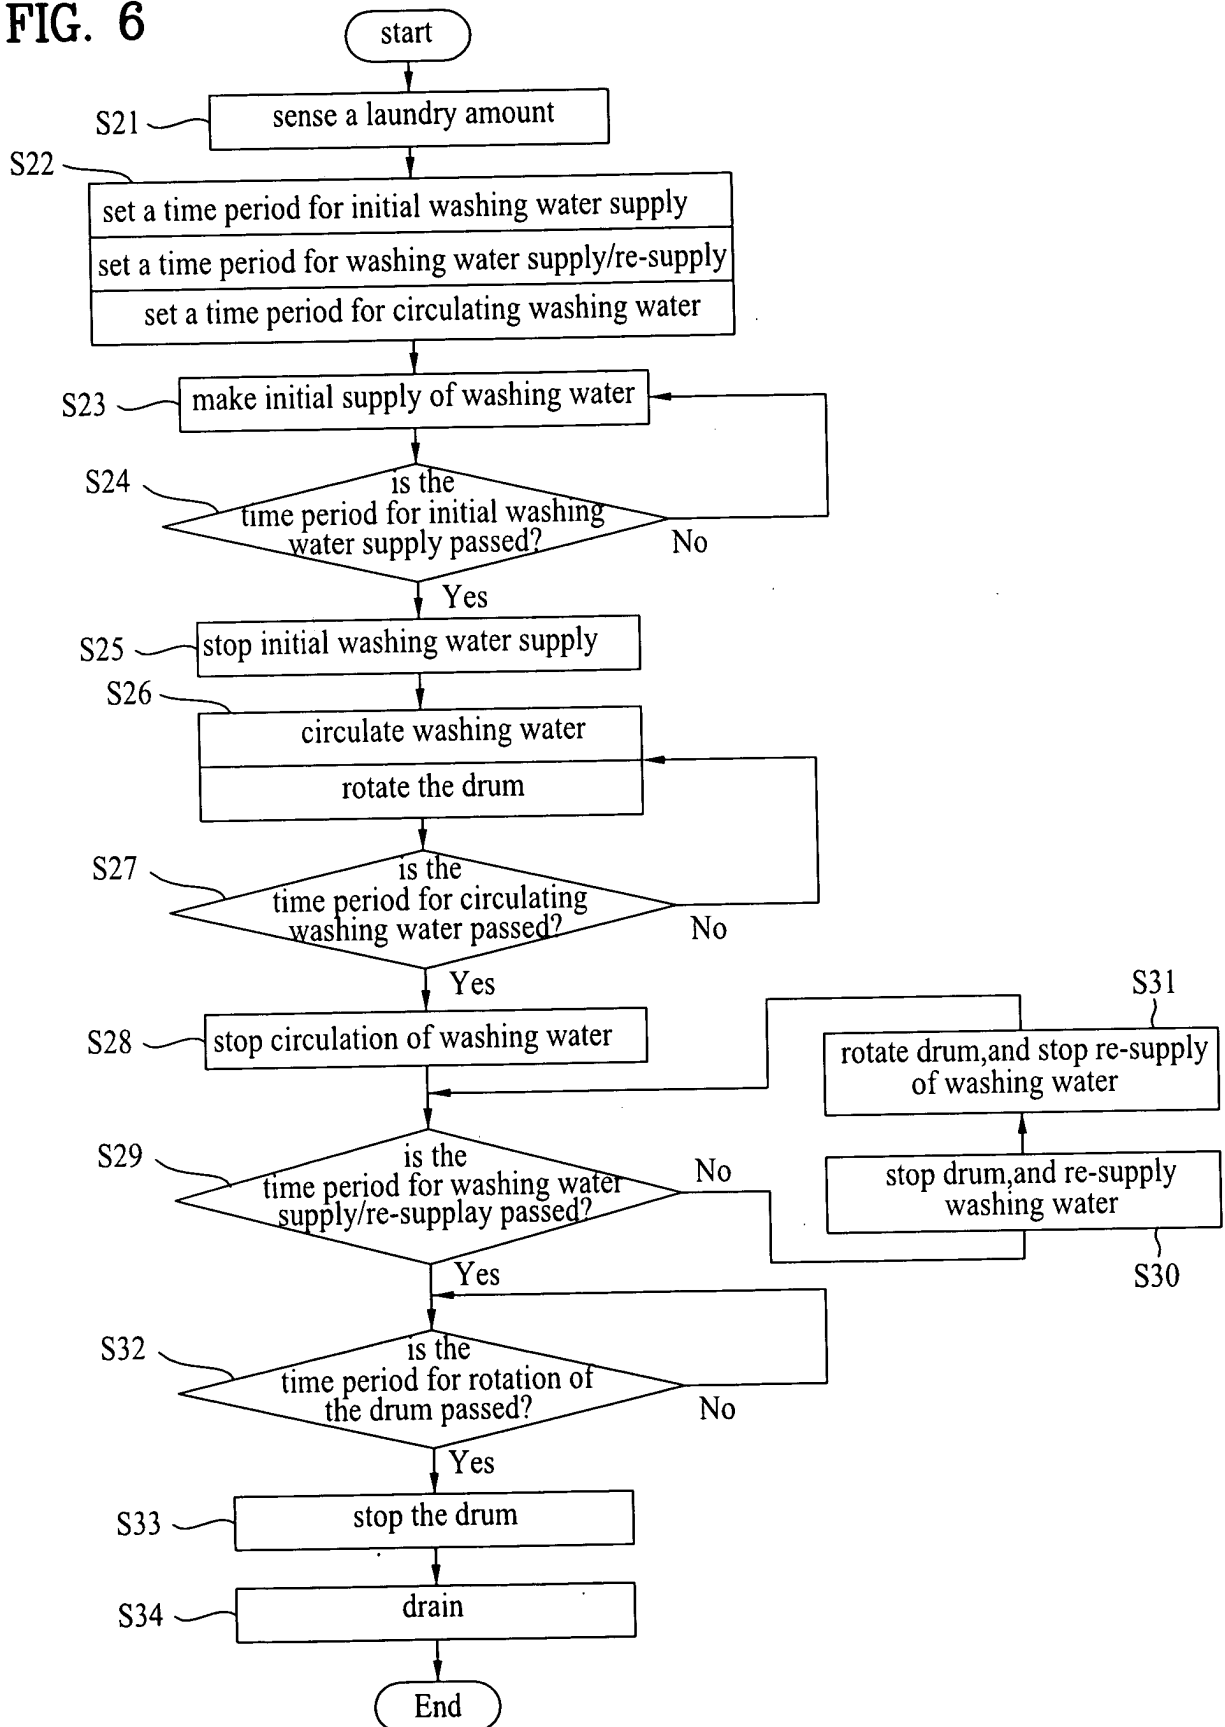 FIG. 6
start
S21
sense a laundry amount
S22
set a time period for initial washing water supply
set a time period for washing water supply/re-supply
set a time period for circulating washing water
S23
make initial supply of washing water
S24
is the
time period for initial washing
water supply passed?
No
Yes
S25
stop initial washing water supply
S26
circulate washing water
rotate the drum
S27
is the
time period for circulating
washing water passed?
No
Yes
S28
stop circulation of washing water
S31
rotate drum,and stop re-supply
of washing water
S29
is the
time period for washing water
supply/re-supplay passed?
No
stop drum,and re-supply
washing water
S30
Yes
S32
is the
time period for rotation of
the drum passed?
No
Yes
S33
stop the drum
S34
drain
End